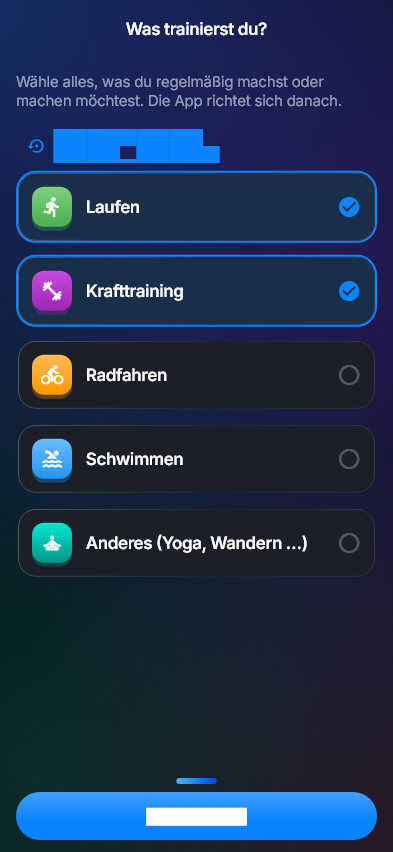 Was trainierst du?
Wähle alles, was du regelmäßig machst oder
machen möchtest. Die App richtet sich danach.
Laufen
Krafttraining
Radfahren
Schwimmen
Anderes (Yoga, Wandern ...)